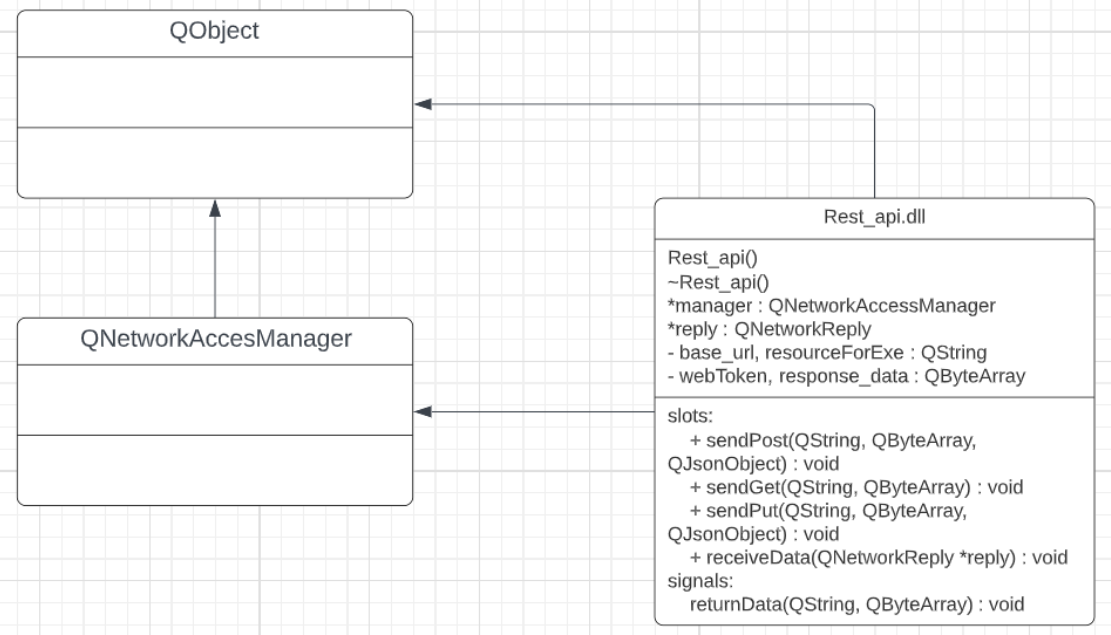 QObject
QNetworkAccesManager
Rest_api.dll
Rest_api()
~Rest_api()
*manager : QNetworkAccessManager
*reply : QNetworkReply
- base_url, resourceForExe : QString
- webToken, response_data : QByteArray
slots:
+ sendPost(QString, QByteArray,
QJsonObject) : void
+ sendGet(QString, QByteArray) : void
+ sendPut(QString, QByteArray,
QJsonObject) : void
+ receiveData(QNetworkReply *reply) : void
signals:
returnData(QString, QByteArray) : void